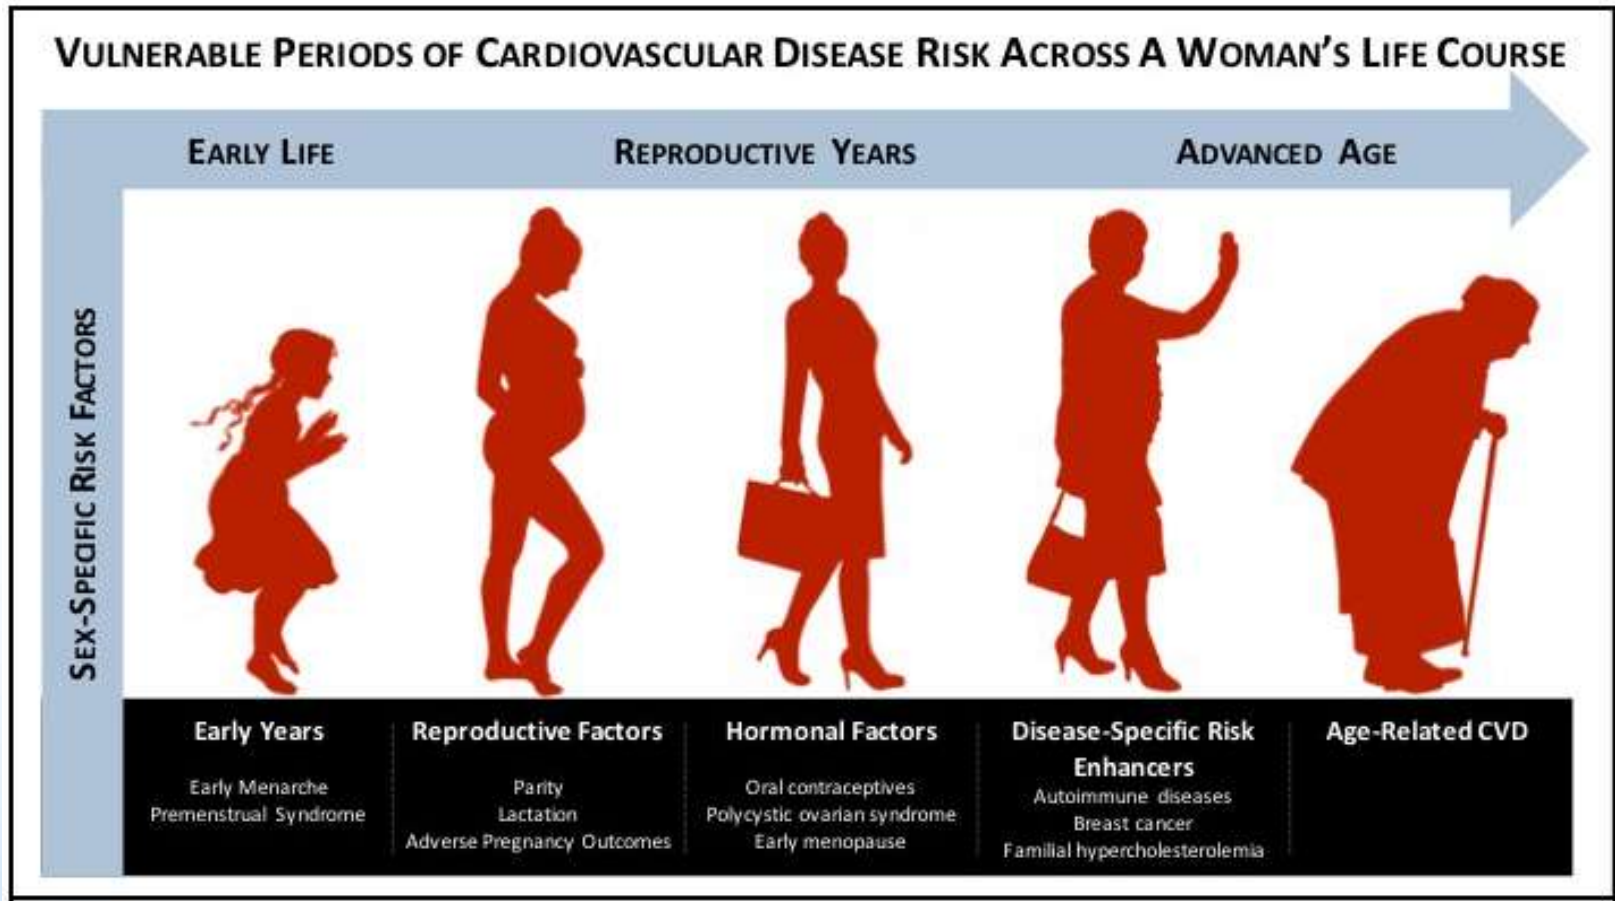 VULNERABLE PERIODS OF CARDIOVASCULAR DISEASE RISK ACROSS A WOMAN'S LIFE COURSE
EARLY LIFE
REPRODUCTIVE YEARS
ADVANCED AGE
SEX-SPECIFIC RISK FACTORS
Early Years
Early Menarche
Premenstrual Syndrome
Reproductive Factors
Parity
Lactation
Adverse Pregnancy Outcomes
Hormonal Factors
Oral contraceptives
Polycystic ovarian syndrome
Early menopause
Disease-Specific Risk
Enhancers
Autoimmune diseases
Breast cancer
Familial hypercholesterolemia
Age-Related CVD